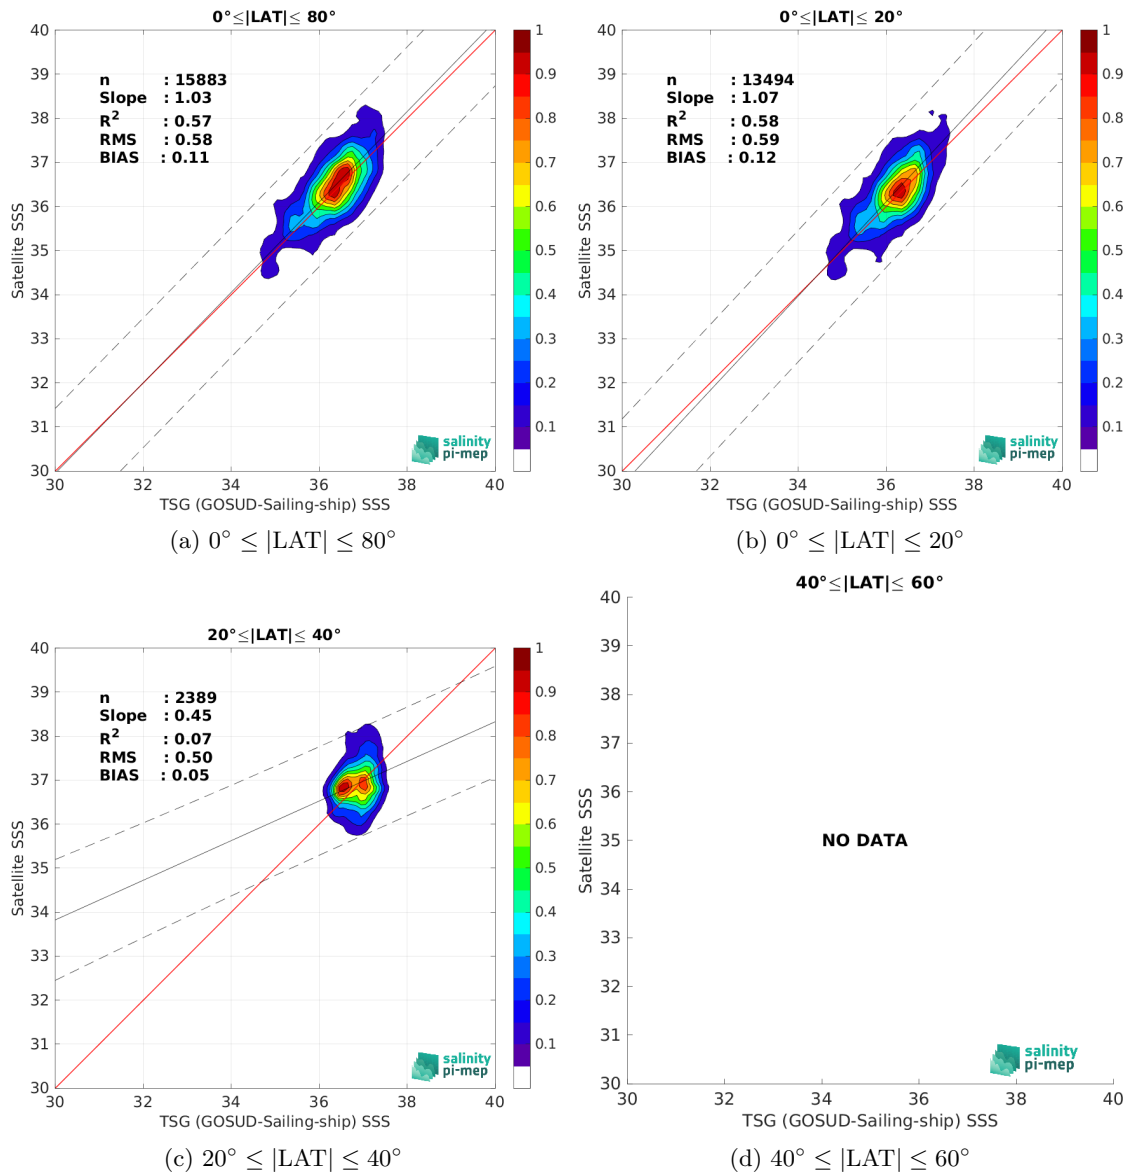 0°≤|LAT|≤ 80°
40
39
38
37
36
35
34
33
32
31
30
Satellite SSS
n : 15883
Slope : 1.03
R² : 0.57
RMS : 0.58
BIAS : 0.11
salinity
pi-mep
30 32 34 36 38 40
TSG (GOSUD-Sailing-ship) SSS
1
0.9
0.8
0.7
0.6
0.5
0.4
0.3
0.2
0.1
(a) 0° ≤ |LAT| ≤ 80°
0°≤|LAT|≤ 20°
40
39
38
37
36
35
34
33
32
31
30
Satellite SSS
n : 13494
Slope : 1.07
R² : 0.58
RMS : 0.59
BIAS : 0.12
salinity
pi-mep
30 32 34 36 38 40
TSG (GOSUD-Sailing-ship) SSS
1
0.9
0.8
0.7
0.6
0.5
0.4
0.3
0.2
0.1
(b) 0° ≤ |LAT| ≤ 20°
20°≤|LAT|≤ 40°
40
39
38
37
36
35
34
33
32
31
30
Satellite SSS
n : 2389
Slope : 0.45
R² : 0.07
RMS : 0.50
BIAS : 0.05
salinity
pi-mep
30 32 34 36 38 40
TSG (GOSUD-Sailing-ship) SSS
1
0.9
0.8
0.7
0.6
0.5
0.4
0.3
0.2
0.1
(c) 20° ≤ |LAT| ≤ 40°
40°≤|LAT|≤ 60°
40
39
38
37
36
35
34
33
32
31
30
Satellite SSS
NO DATA
salinity
pi-mep
30 32 34 36 38 40
TSG (GOSUD-Sailing-ship) SSS
(d) 40° ≤ |LAT| ≤ 60°